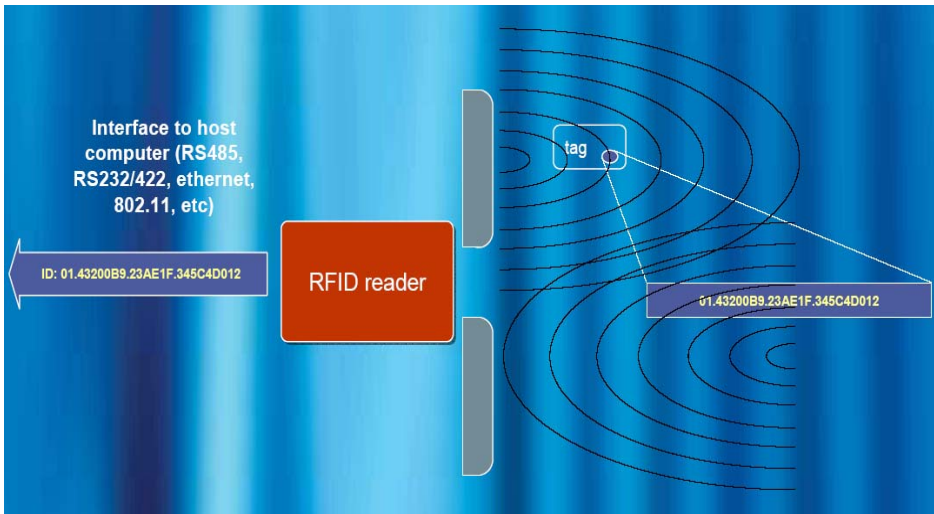 Interface to host
computer (RS485,
RS232/422, ethernet,
802.11, etc)
tag
ID: 01.43200B9.23AE1F.345C4D012
RFID reader
01.43200B9.23AE1F.345C4D012